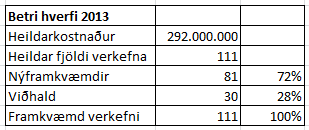 Betri hverfi 2013
Heildarkostnaður 292.000.000
Heildar fjöldi verkefna 111
Nýframkvæmdir 81 72%
Viðhald 30 28%
Framkvæmd verkefni 111 100%